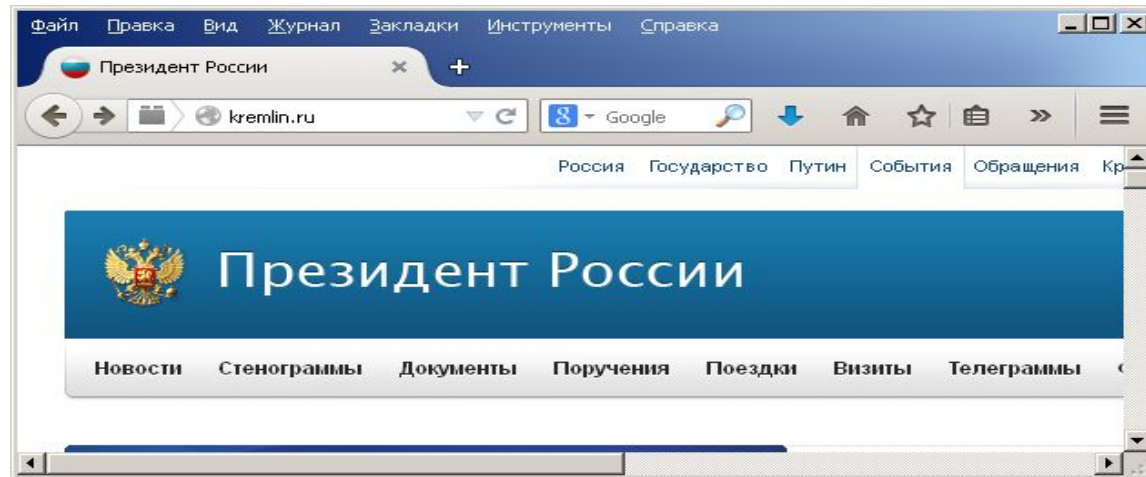 Файл Правка Вид Журнал Закладки Инструменты Справка
Президент России
kremlin.ru Google
Россия Государство Путин События Обращения Кр
Президент России
Новости Стенограммы Документы Поручения Поездки Визиты Телеграммы